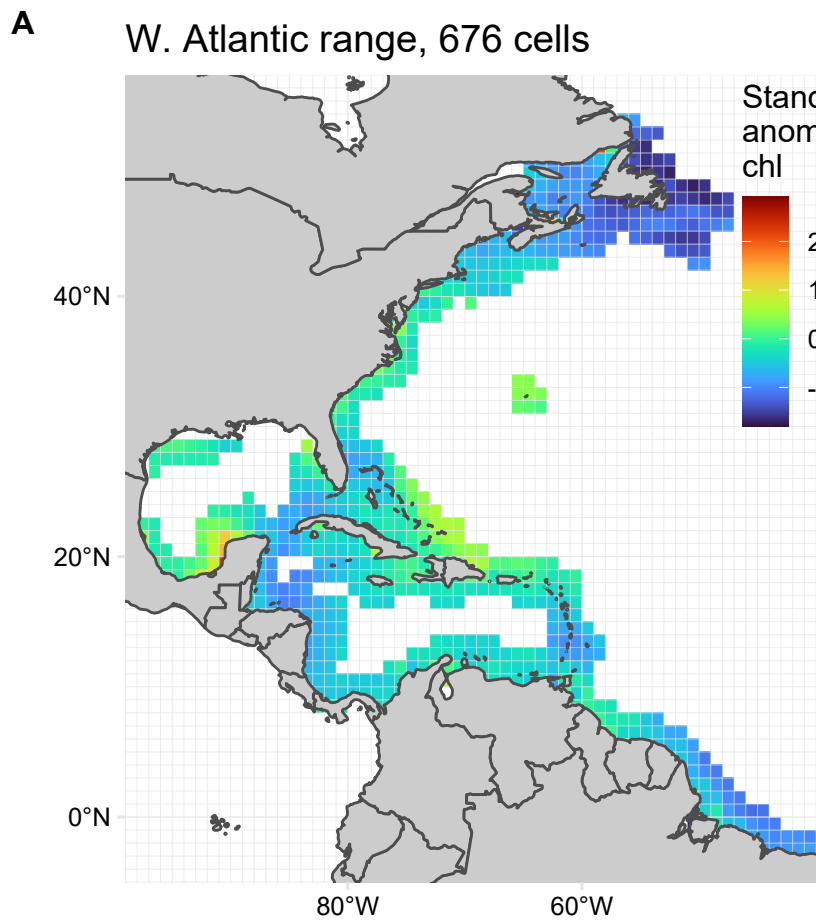 A
W. Atlantic range, 676 cells
Stand
anom
chl
2
1
0
-
40°N
20°N
0°N
80°W
60°W